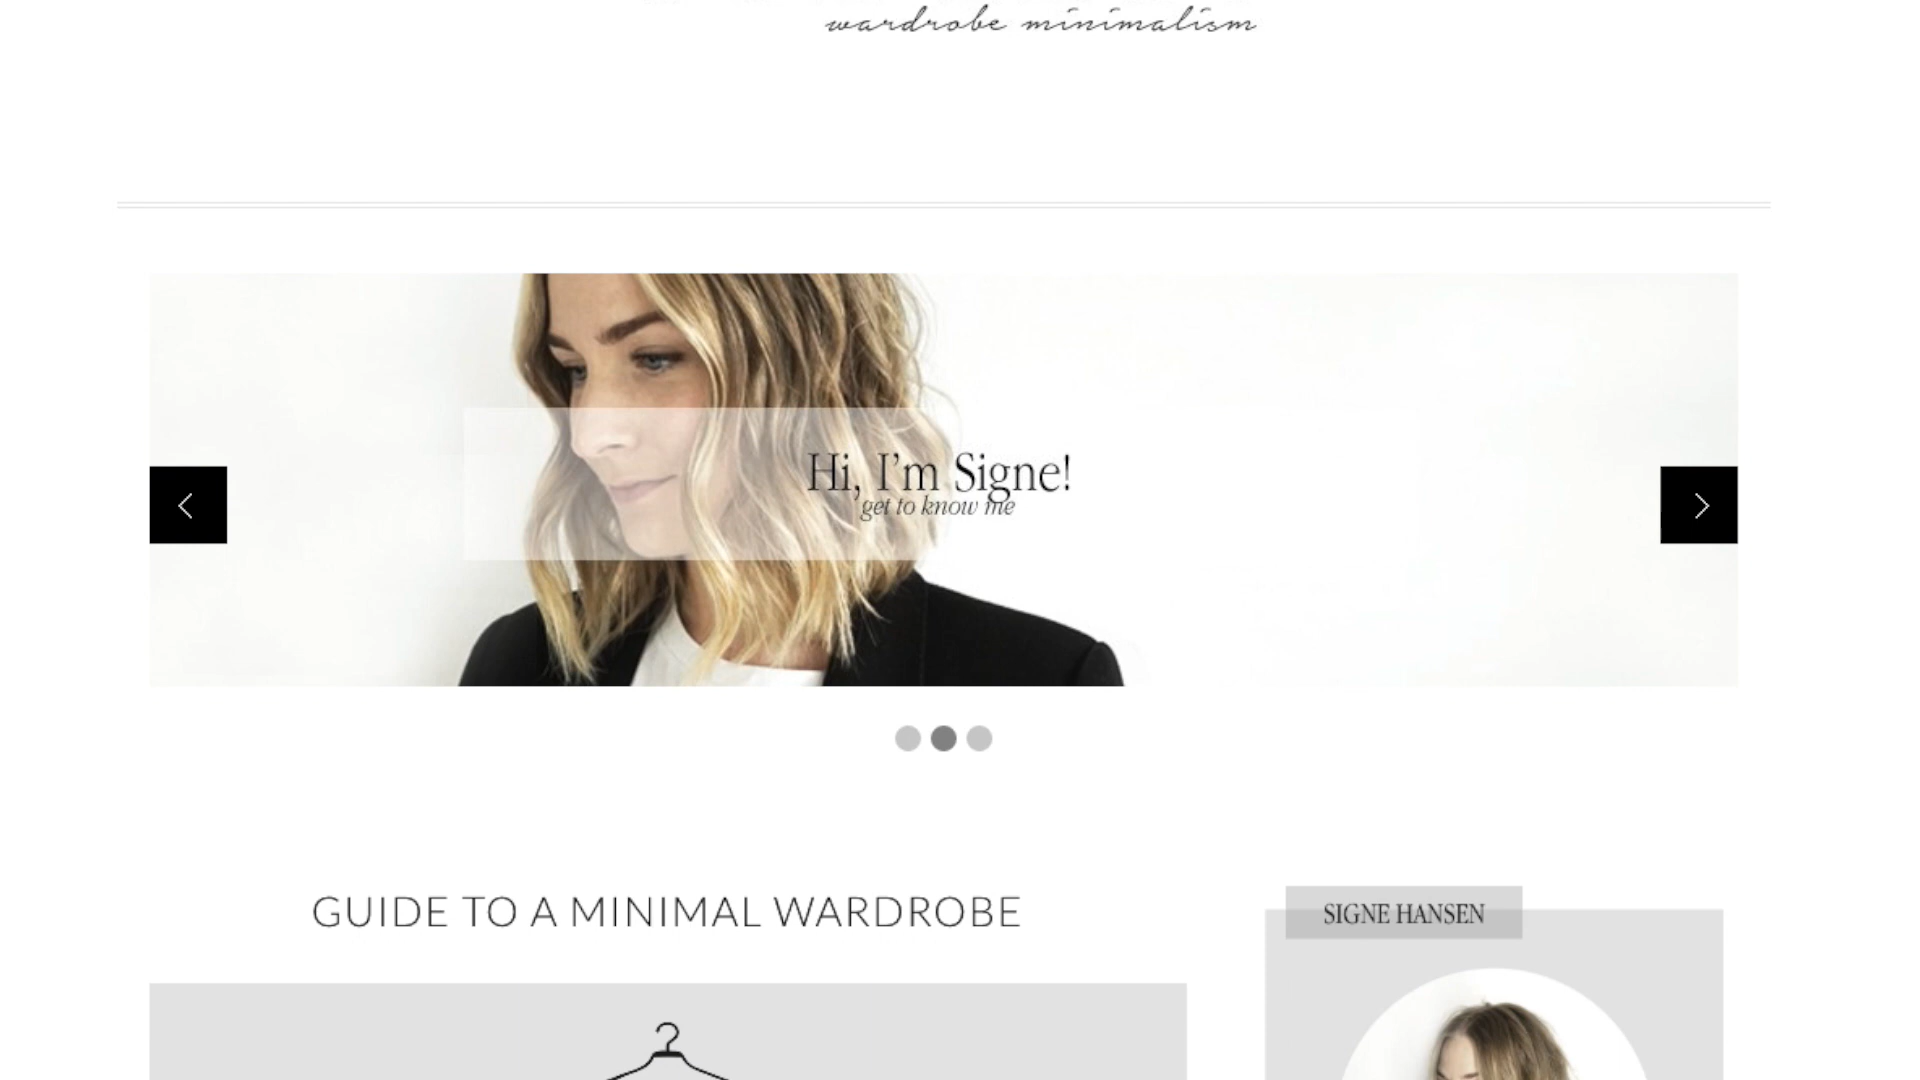 wardrobe minimalism
Hi, I'm Signe!
get to know me
GUIDE TO A MINIMAL WARDROBE
SIGNE HANSEN